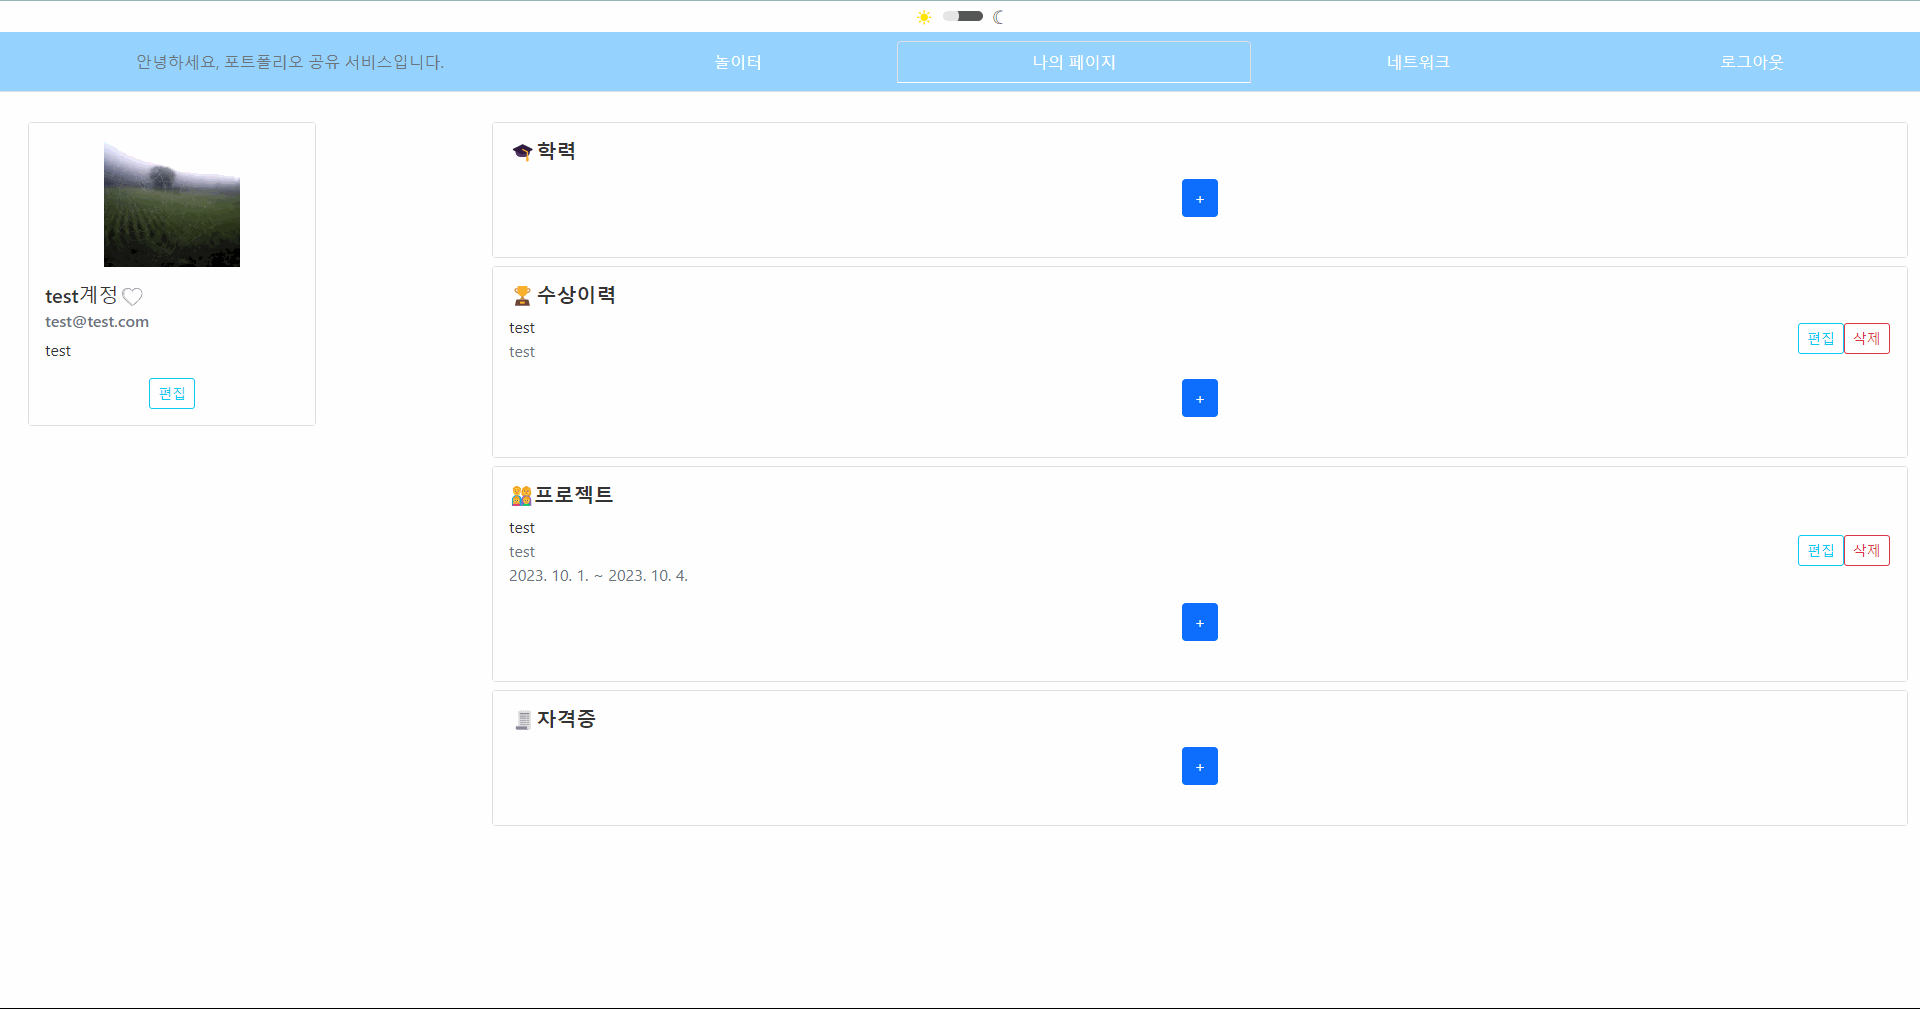 안녕하세요, 포트폴리오 공유 서비스입니다. 놀이터 나의 페이지 네트워크 로그아웃
test계정
test@test.com
test
편집
학력
+
수상이력
test
test
편집 삭제
+
프로젝트
test
test
2023. 10. 1. ~ 2023. 10. 4.
편집 삭제
+
자격증
+